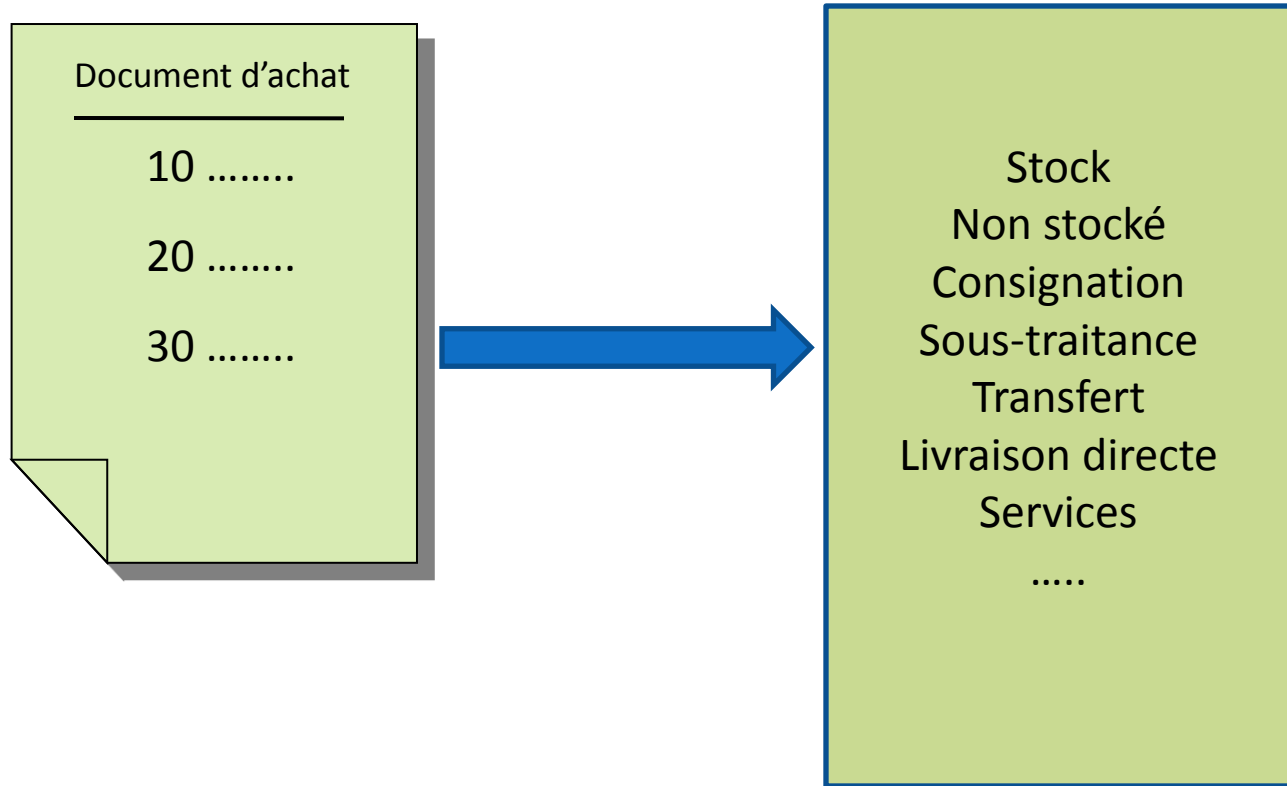 Document d’achat
10 ……..
20 ……..
30 ……..
Stock
Non stocké
Consignation
Sous-traitance
Transfert
Livraison directe
Services
…..